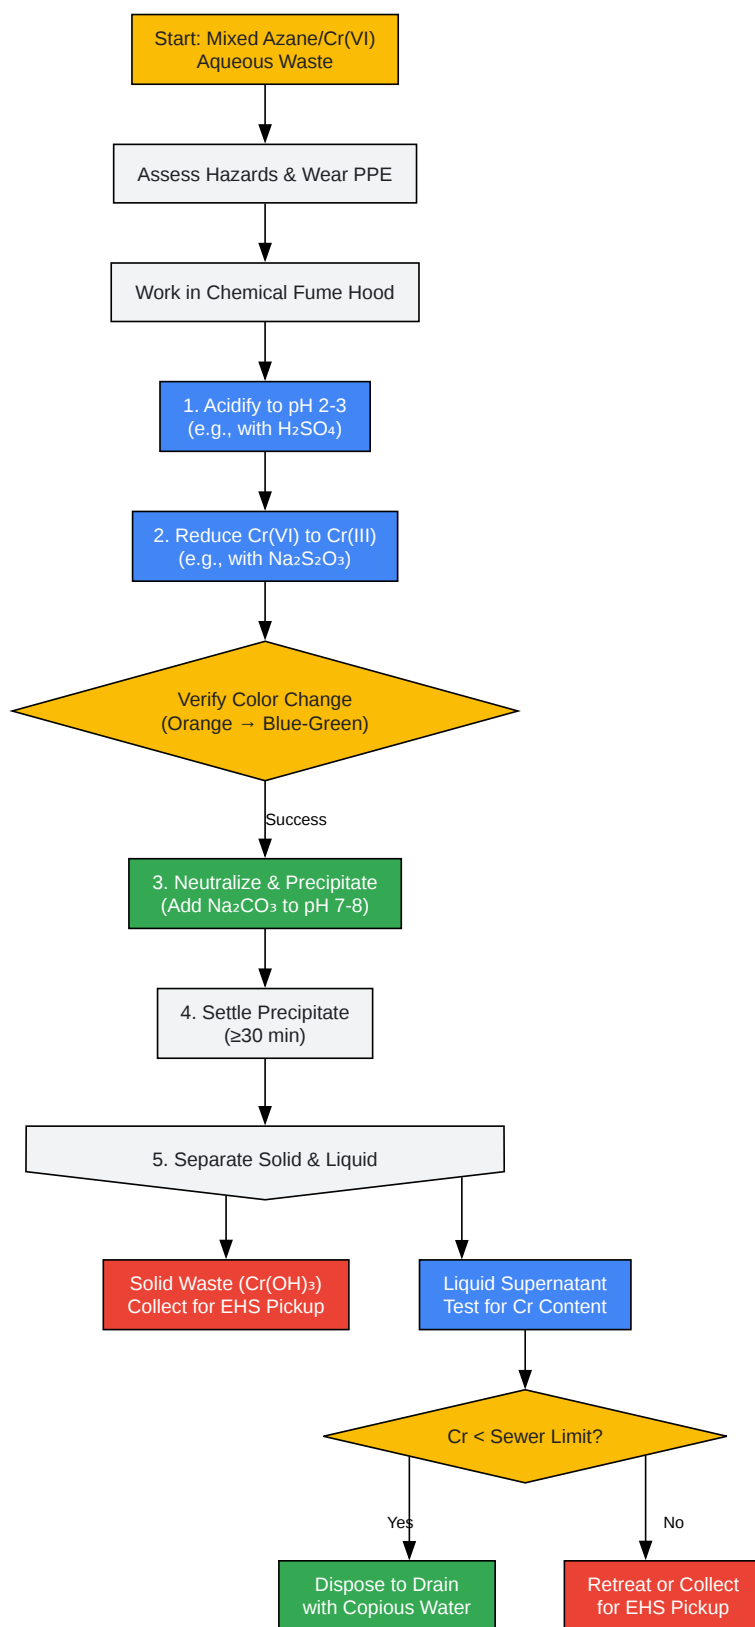 Start: Mixed Azane/Cr(VI)
Aqueous Waste
Assess Hazards & Wear PPE
Work in Chemical Fume Hood
1. Acidify to pH 2-3
(e.g., with H₂SO₄)
2. Reduce Cr(VI) to Cr(III)
(e.g., with Na₂S₂O₃)
Verify Color Change
(Orange → Blue-Green)
Success
3. Neutralize & Precipitate
(Add Na₂CO₃ to pH 7-8)
4. Settle Precipitate
(≥30 min)
5. Separate Solid & Liquid
Solid Waste (Cr(OH)₃)
Collect for EHS Pickup
Liquid Supernatant
Test for Cr Content
Cr < Sewer Limit?
Yes
No
Dispose to Drain
with Copious Water
Retreat or Collect
for EHS Pickup